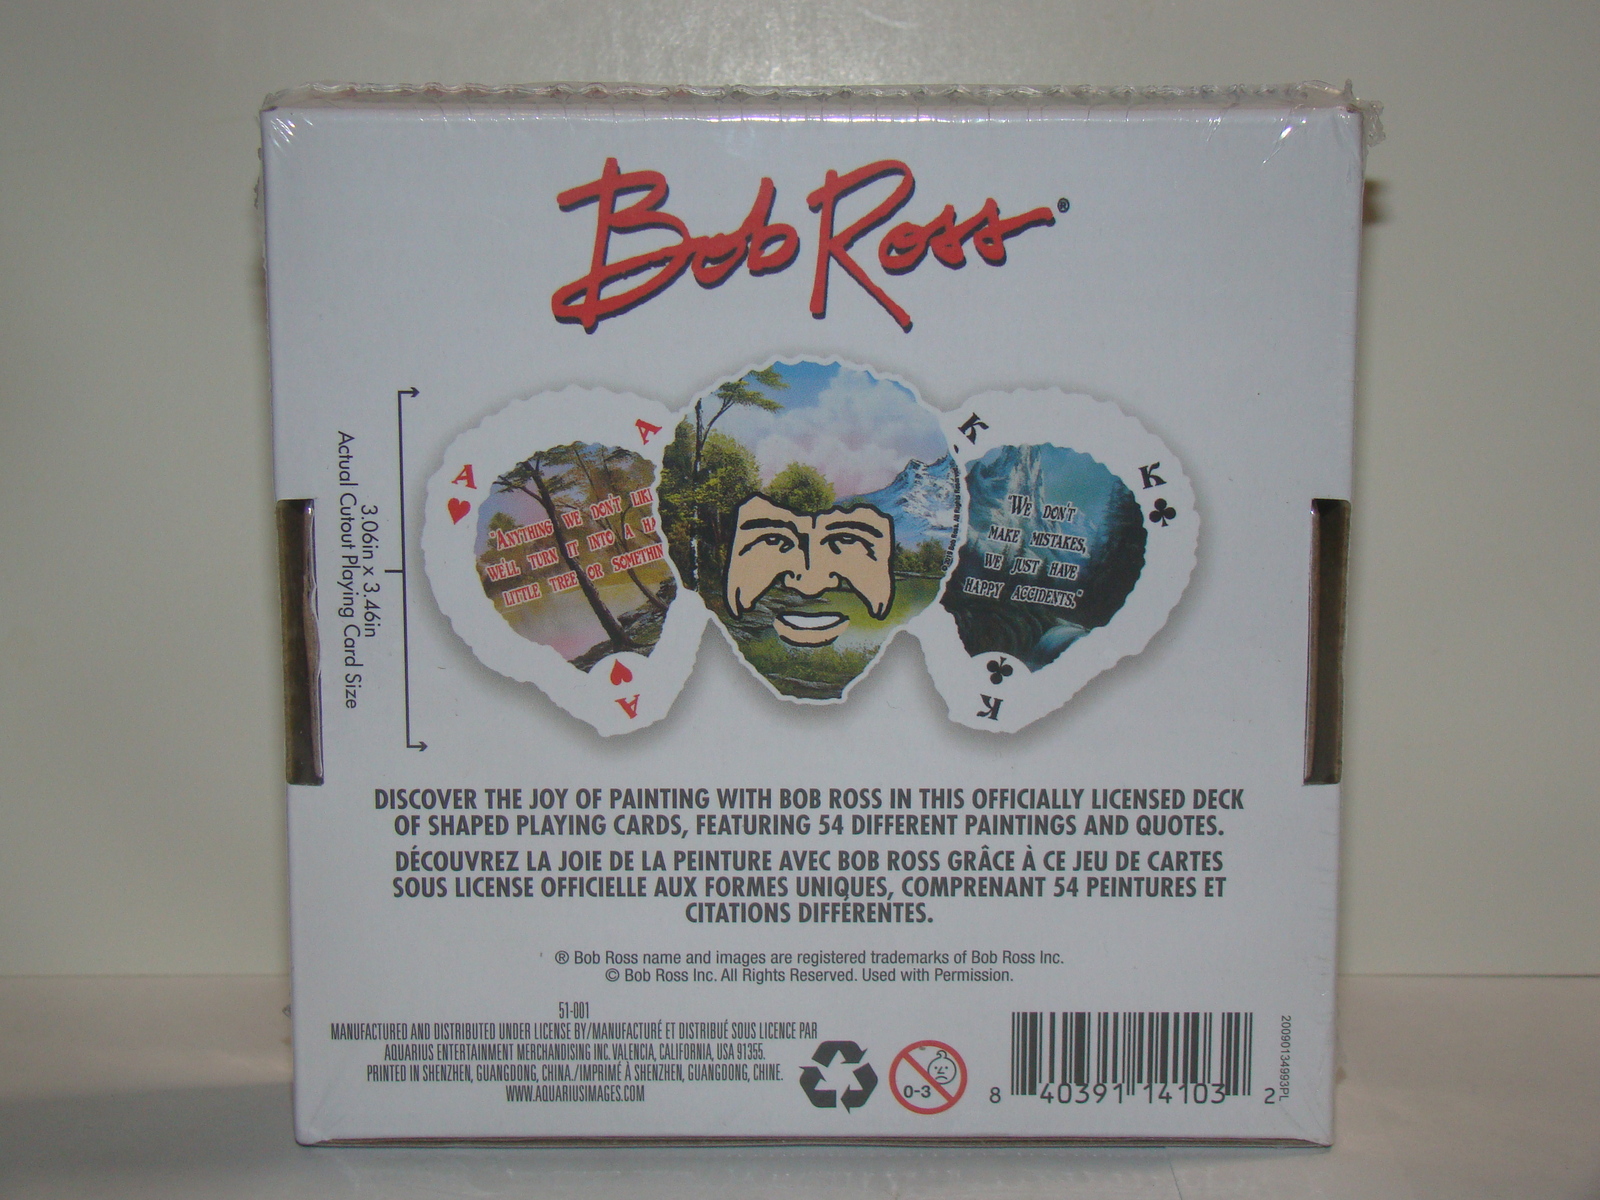 Bob Ross®
A
A
"ANYTHING WE DON'T LIKE
WE'LL TURN IT INTO A HA
LITTLE TREE OR SOMETHIN
A
K
K
"WE DON'T
MAKE MISTAKES,
WE JUST HAVE
HAPPY ACCIDENTS."
K
3.06in x 3.46in
Actual Cutout Playing Card Size
DISCOVER THE JOY OF PAINTING WITH BOB ROSS IN THIS OFFICIALLY LICENSED DECK
OF SHAPED PLAYING CARDS, FEATURING 54 DIFFERENT PAINTINGS AND QUOTES.
DÉCOUVREZ LA JOIE DE LA PEINTURE AVEC BOB ROSS GRÂCE À CE JEU DE CARTES
SOUS LICENSE OFFICIELLE AUX FORMES UNIQUES, COMPRENANT 54 PEINTURES ET
CITATIONS DIFFÉRENTES.
® Bob Ross name and images are registered trademarks of Bob Ross Inc.
© Bob Ross Inc. All Rights Reserved. Used with Permission.
51-001
MANUFACTURED AND DISTRIBUTED UNDER LICENSE BY/MANUFACTURÉ ET DISTRIBUÉ SOUS LICENCE PAR
AQUARIUS ENTERTAINMENT MERCHANDISING INC. VALENCIA, CALIFORNIA, USA 91355.
PRINTED IN SHENZHEN, GUANGDONG, CHINA./IMPRIMÉ À SHENZHEN, GUANGDONG, CHINE.
WWW.AQUARIUSIMAGES.COM
0-3
8 40391 14103 2
20090134993PL